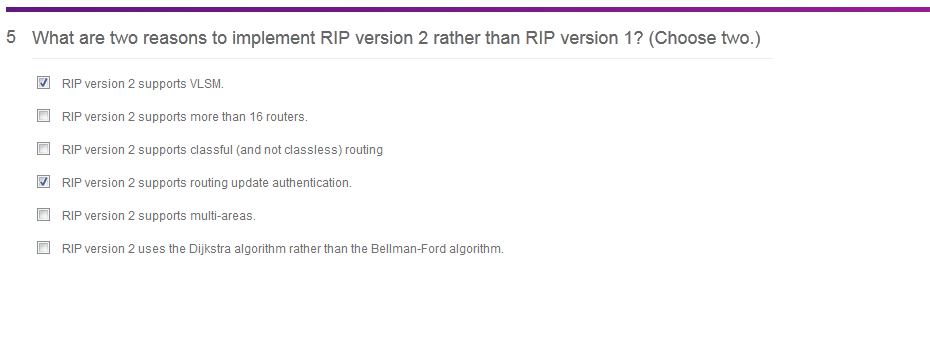 5 What are two reasons to implement RIP version 2 rather than RIP version 1? (Choose two.)
RIP version 2 supports VLSM.
RIP version 2 supports more than 16 routers.
RIP version 2 supports classful (and not classless) routing
RIP version 2 supports routing update authentication.
RIP version 2 supports multi-areas.
RIP version 2 uses the Dijkstra algorithm rather than the Bellman-Ford algorithm.